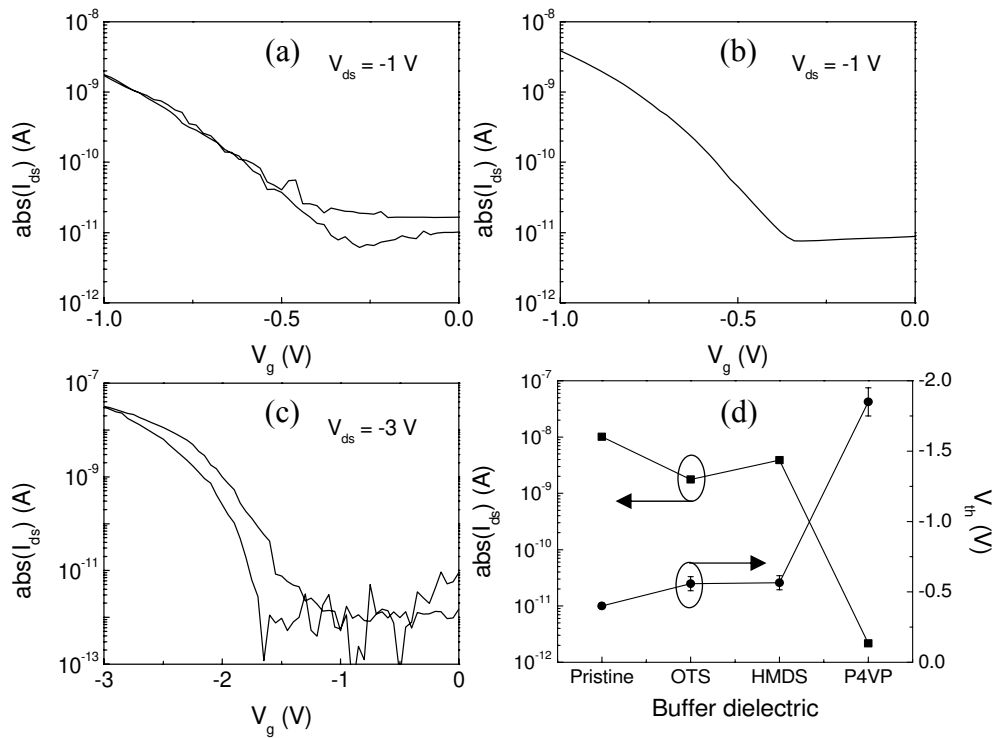 (a)
V_ds = -1 V
10^-8
10^-9
10^-10
10^-11
10^-12
abs(I_ds) (A)
-1.0
-0.5
0.0
V_g (V)
(b)
V_ds = -1 V
10^-8
10^-9
10^-10
10^-11
10^-12
abs(I_ds) (A)
-1.0
-0.5
0.0
V_g (V)
(c)
V_ds = -3 V
10^-7
10^-9
10^-11
10^-13
abs(I_ds) (A)
-3
-2
-1
0
V_g (V)
(d)
10^-7
10^-8
10^-9
10^-10
10^-11
10^-12
abs(I_ds) (A)
-2.0
-1.5
-1.0
-0.5
0.0
V_th (V)
Pristine
OTS
HMDS
P4VP
Buffer dielectric